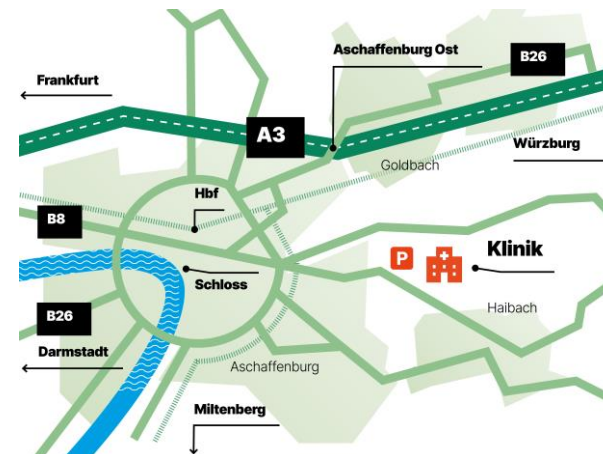 Aschaffenburg Ost
B26
Frankfurt
A3
Würzburg
Goldbach
Hbf
B8
P
Klinik
Schloss
Haibach
B26
Darmstadt
Aschaffenburg
Miltenberg